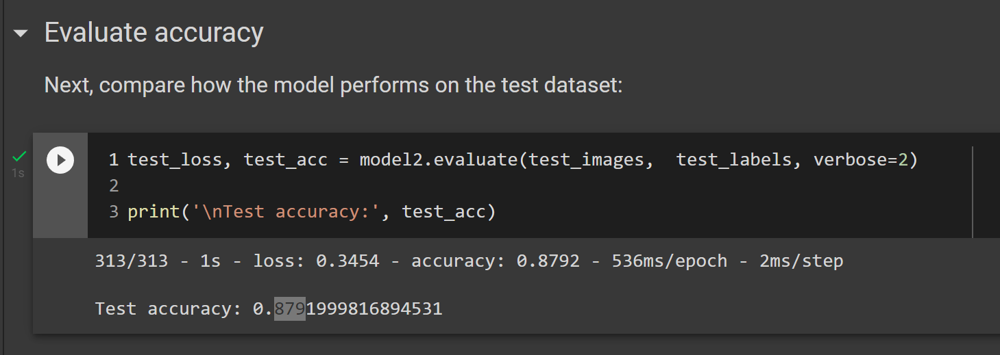 Evaluate accuracy
Next, compare how the model performs on the test dataset:
1 test_loss, test_acc = model2.evaluate(test_images,  test_labels, verbose=2)
1s
2
3 print('\nTest accuracy:', test_acc)
313/313 - 1s - loss: 0.3454 - accuracy: 0.8792 - 536ms/epoch - 2ms/step
Test accuracy: 0.8791999816894531